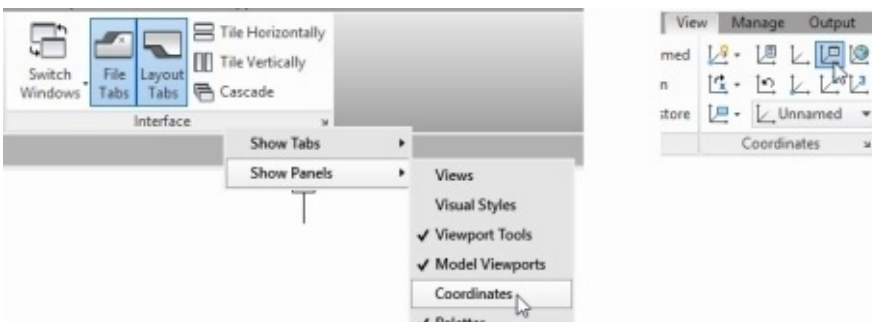 Tile Horizontally
Tile Vertically
Cascade
Switch
Windows
File
Tabs
Layout
Tabs
Interface
Show Tabs
Show Panels
Views
Visual Styles
✓ Viewport Tools
✓ Model Viewports
Coordinates
✓ Palettes
View Manage Output
med
n
store
Unnamed
Coordinates